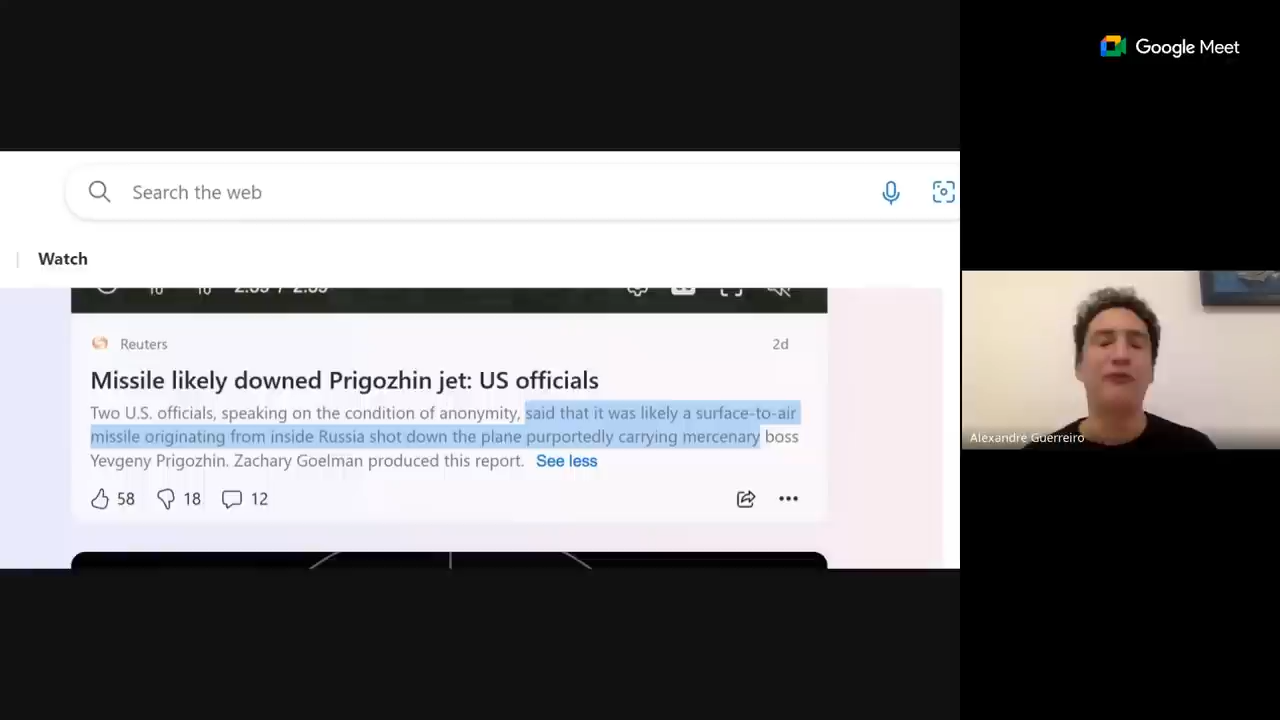 Google Meet
Search the web
Watch
Reuters
2d
Missile likely downed Prigozhin jet: US officials
Two U.S. officials, speaking on the condition of anonymity, said that it was likely a surface-to-air
missile originating from inside Russia shot down the plane purportedly carrying mercenary boss
Yevgeny Prigozhin. Zachary Goelman produced this report. See less
58 18 12
Alexandre Guerreiro